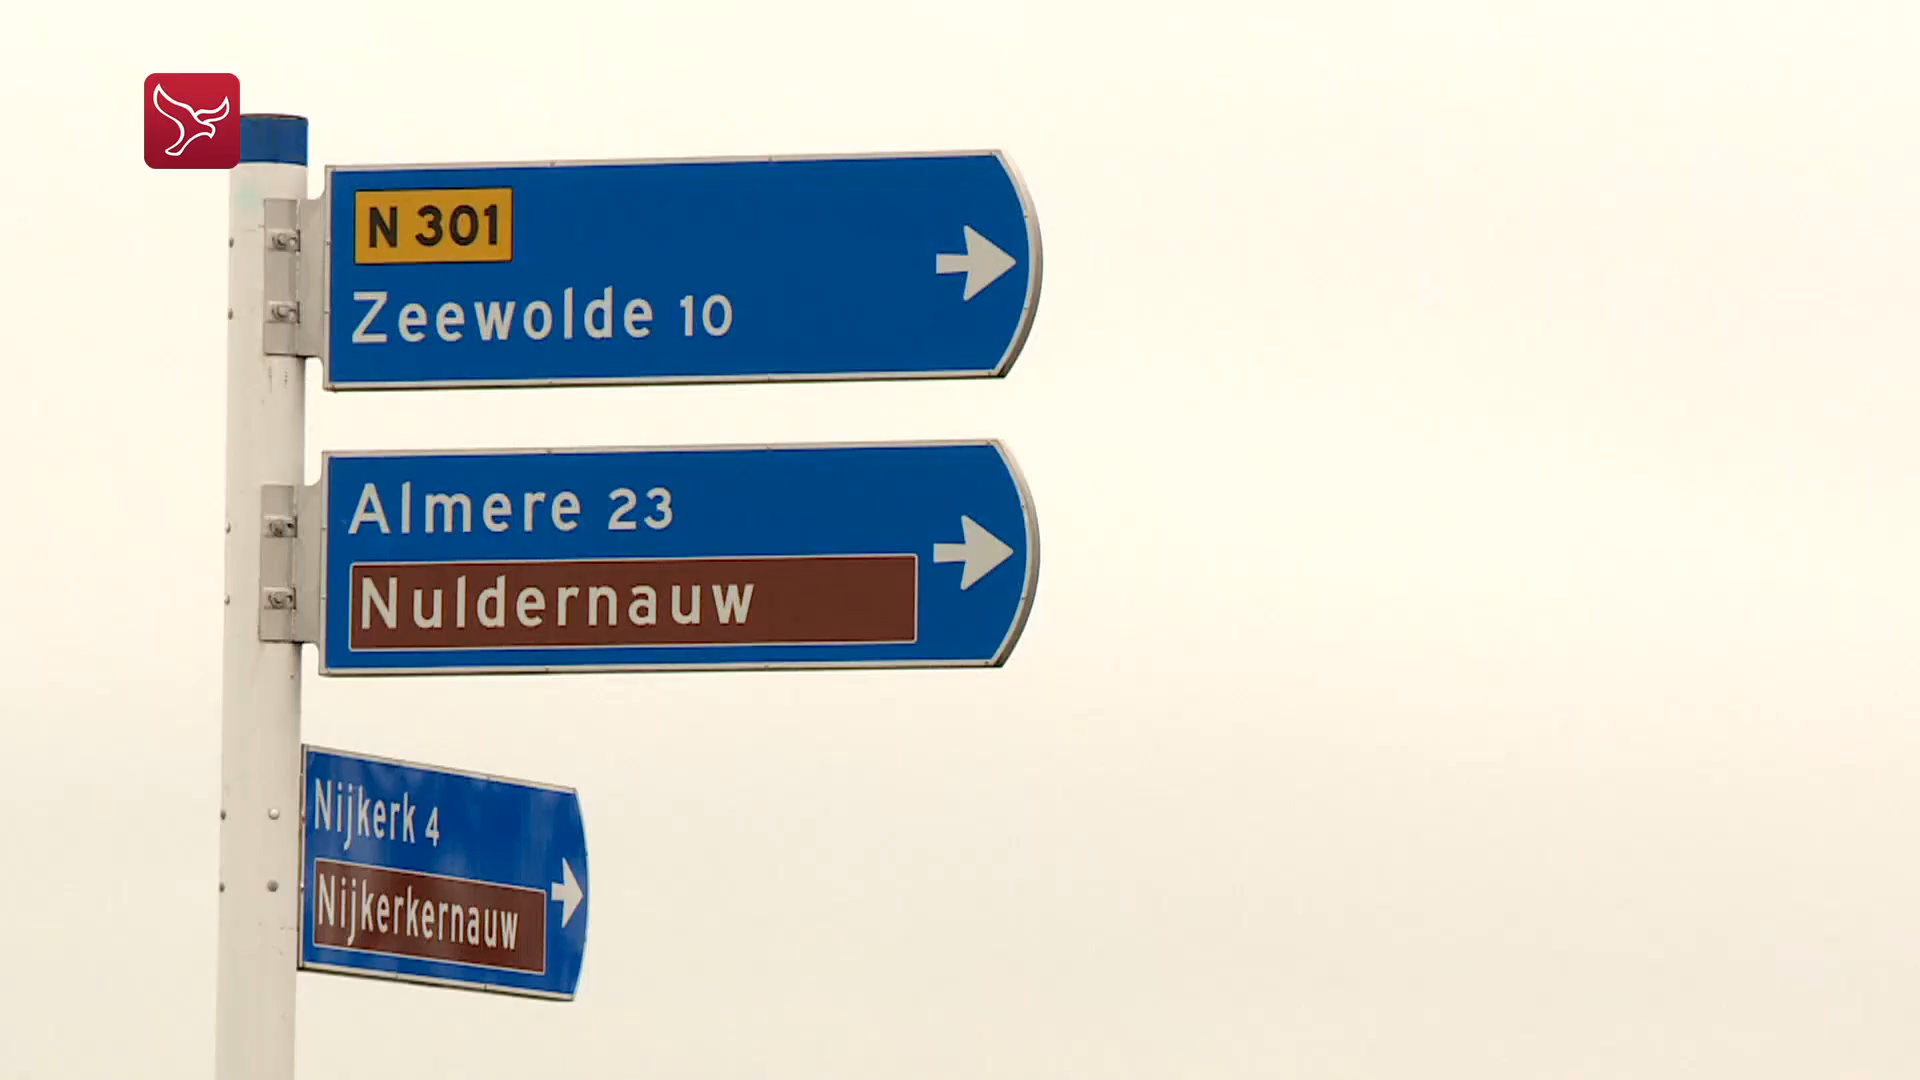 N 301
Zeewolde 10
Almere 23
Nuldernauw
Nijkerk 4
Nijkerkernauw